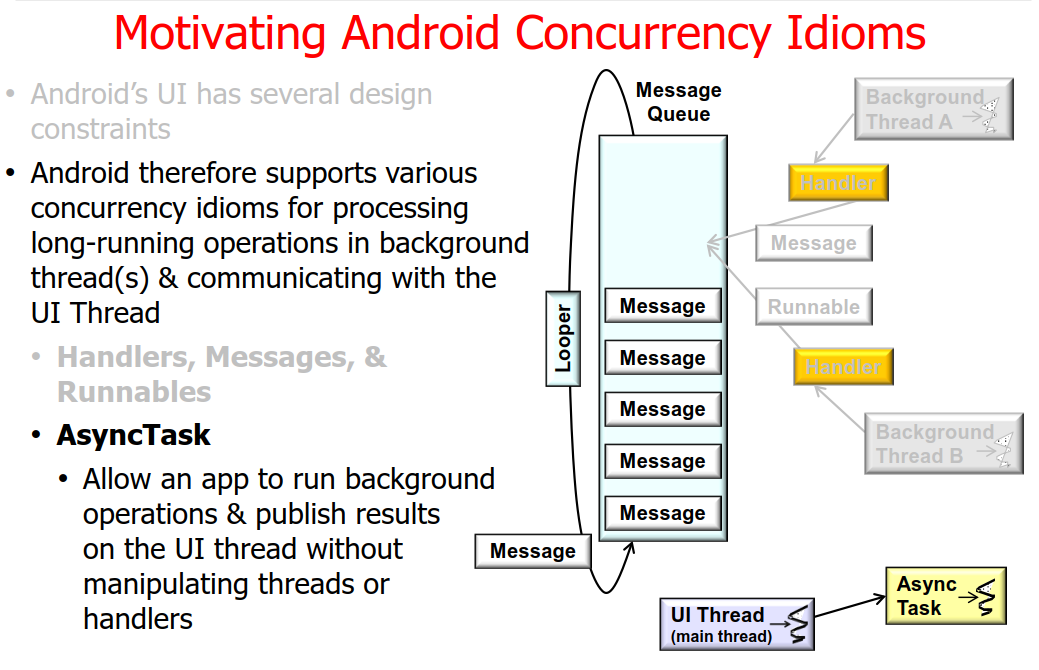 Motivating Android Concurrency Idioms
• Android's UI has several design
constraints
• Android therefore supports various
concurrency idioms for processing
long-running operations in background
thread(s) & communicating with the
UI Thread
• Handlers, Messages, &
Runnables
• AsyncTask
• Allow an app to run background
operations & publish results
on the UI thread without
manipulating threads or
handlers
Message
Queue
Looper
Message
Message
Message
Message
Message
Message
Background
Thread A
Handler
Message
Runnable
Handler
Background
Thread B
UI Thread
(main thread)
Async
Task